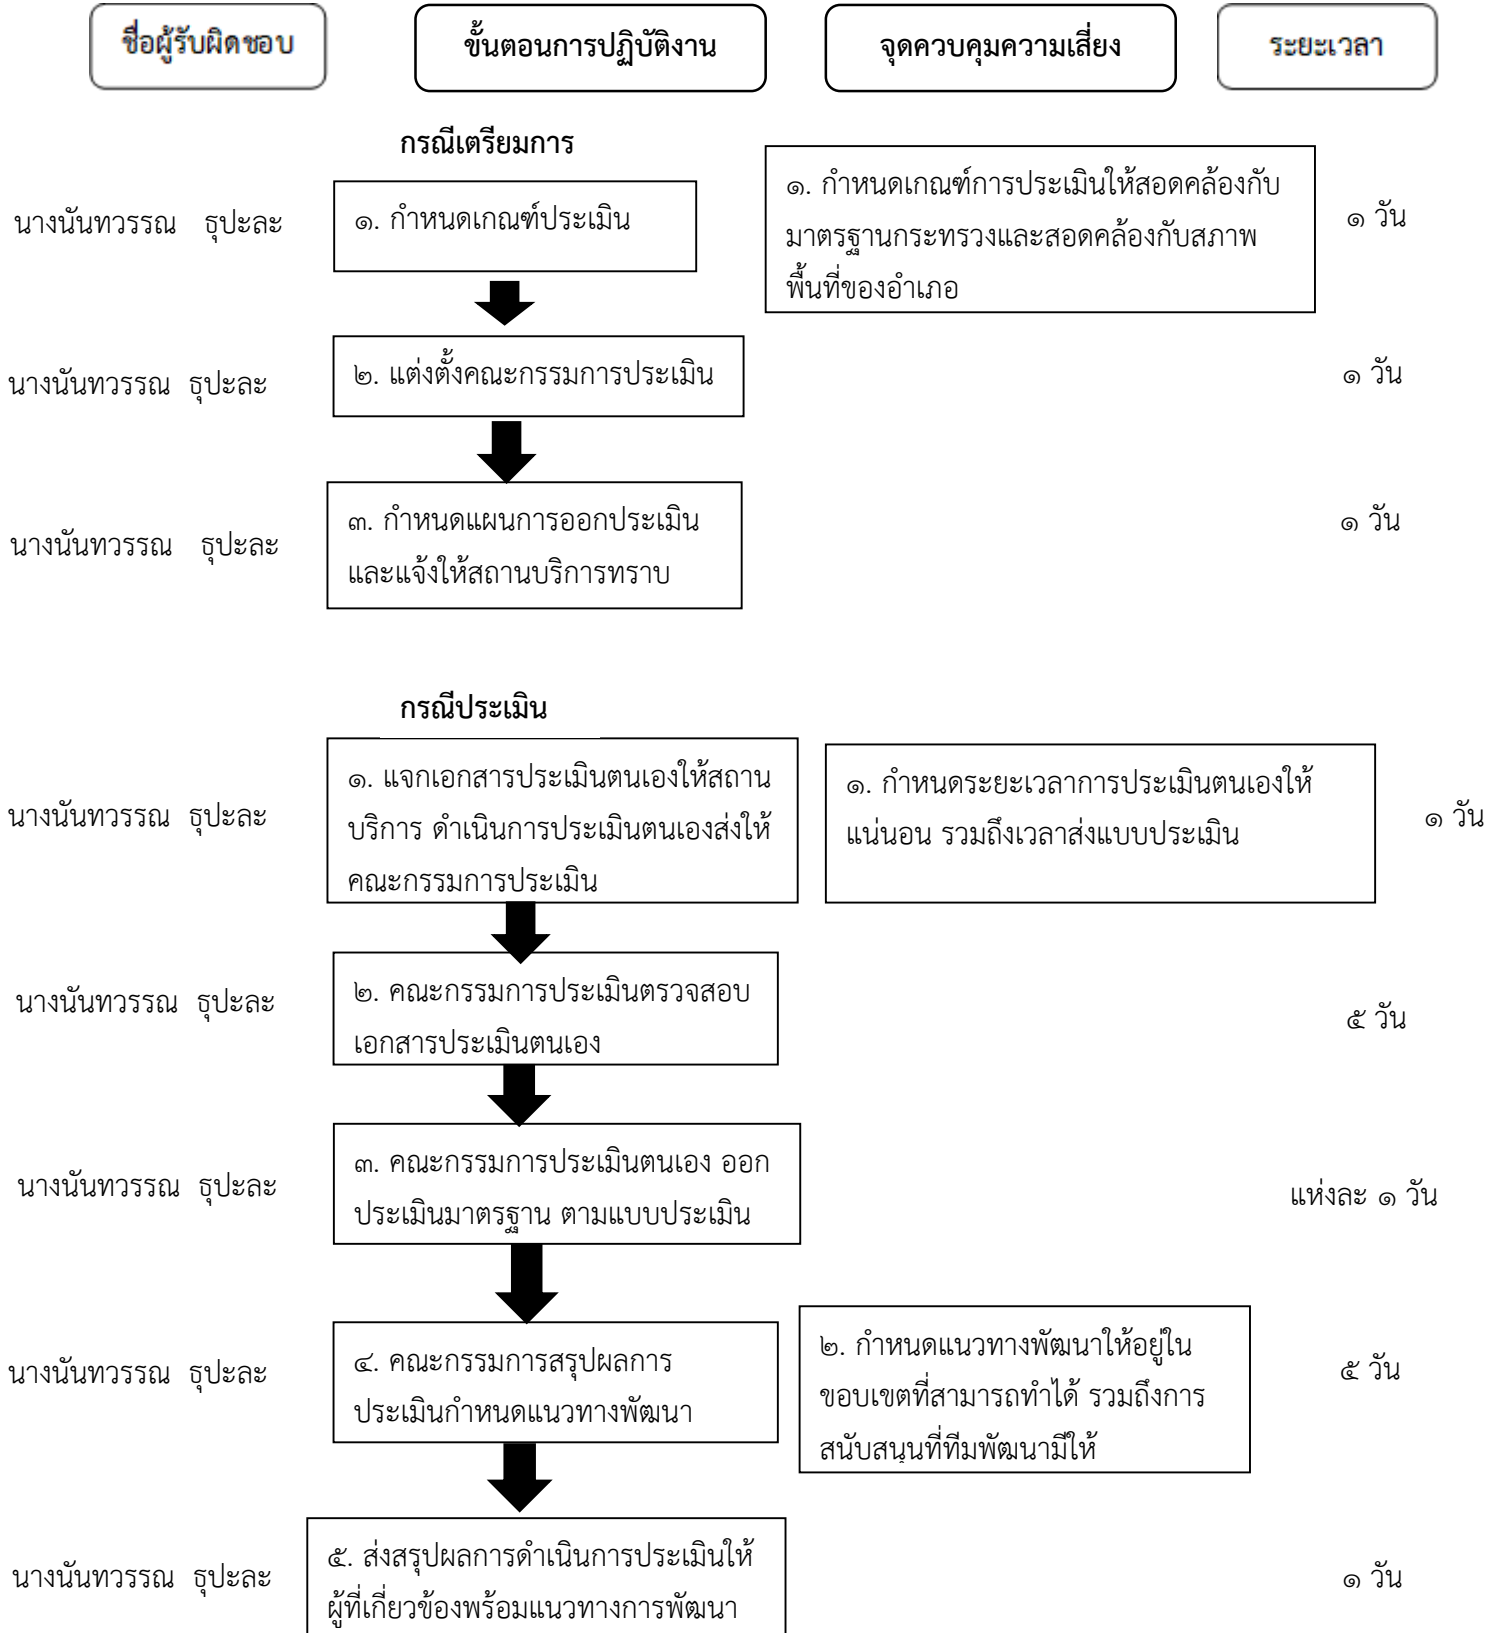 ชื่อผู้รับผิดชอบ
ขั้นตอนการปฏิบัติงาน
จุดควบคุมความเสี่ยง
ระยะเวลา
กรณีเตรียมการ
นางนันทวรรณ ธุปะละ
๑. กำหนดเกณฑ์ประเมิน
๑. กำหนดเกณฑ์การประเมินให้สอดคล้องกับ
มาตรฐานกระทรวงและสอดคล้องกับสภาพ
พื้นที่ของอำเภอ
๑ วัน
นางนันทวรรณ ธุปะละ
๒. แต่งตั้งคณะกรรมการประเมิน
๑ วัน
นางนันทวรรณ ธุปะละ
๓. กำหนดแผนการออกประเมิน
และแจ้งให้สถานบริการทราบ
๑ วัน
กรณีประเมิน
นางนันทวรรณ ธุปะละ
๑. แจกเอกสารประเมินตนเองให้สถาน
บริการ ดำเนินการประเมินตนเองส่งให้
คณะกรรมการประเมิน
๑. กำหนดระยะเวลาการประเมินตนเองให้
แน่นอน รวมถึงเวลาส่งแบบประเมิน
๑ วัน
นางนันทวรรณ ธุปะละ
๒. คณะกรรมการประเมินตรวจสอบ
เอกสารประเมินตนเอง
๕ วัน
นางนันทวรรณ ธุปะละ
๓. คณะกรรมการประเมินตนเอง ออก
ประเมินมาตรฐาน ตามแบบประเมิน
แห่งละ ๑ วัน
นางนันทวรรณ ธุปะละ
๔. คณะกรรมการสรุปผลการ
ประเมินกำหนดแนวทางพัฒนา
๒. กำหนดแนวทางพัฒนาให้อยู่ใน
ขอบเขตที่สามารถทำได้ รวมถึงการ
สนับสนุนที่ทีมพัฒนามีให้
๕ วัน
นางนันทวรรณ ธุปะละ
๕. ส่งสรุปผลการดำเนินการประเมินให้
ผู้ที่เกี่ยวข้องพร้อมแนวทางการพัฒนา
๑ วัน